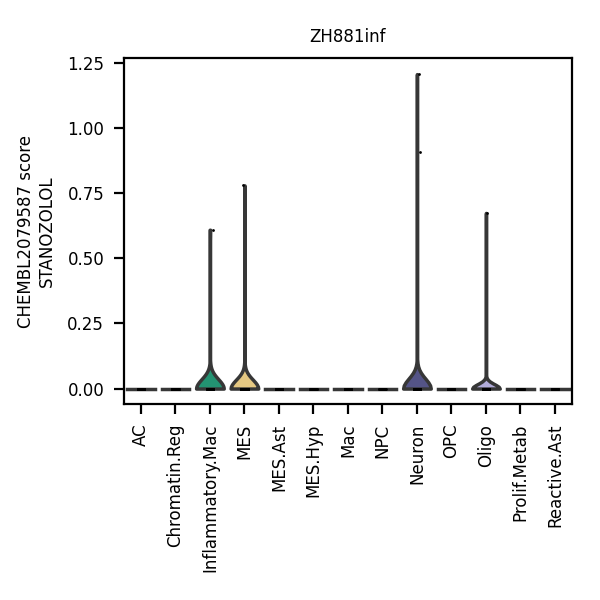 ZH881inf
CHEMBL2079587 score
STANOZOLOL
1.25
1.00
0.75
0.50
0.25
0.00
AC
Chromatin.Reg
Inflammatory.Mac
MES
MES.Ast
MES.Hyp
Mac
NPC
Neuron
OPC
Oligo
Prolif.Metab
Reactive.Ast